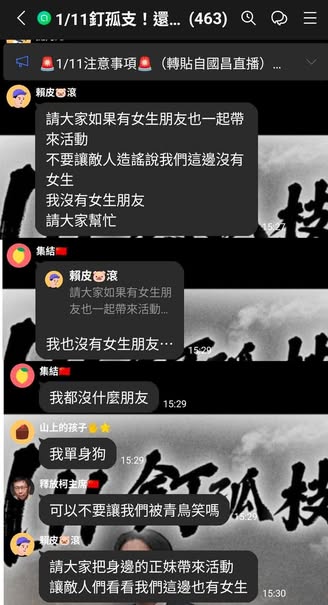 1/11釘孤支！還... (463)
🚨1/11注意事項🚨（轉貼自國昌直播）...
賴皮🐷滾
請大家如果有女生朋友也一起帶
來活動
不要讓敵人造謠說我們這邊沒有
女生
我沒有女生朋友
請大家幫忙
15:27
集結🇨🇳
賴皮🐷滾
請大家如果有女生朋
友也一起帶來活動...
我也沒有女生朋友⋯
15:29
集結🇨🇳
我都沒什麼朋友
15:29
山上的孩子🖐️⭐
我單身狗
15:29
釋放柯主席🇨🇳
可以不要讓我們被青鳥笑嗎
15:29
賴皮🐷滾
請大家把身邊的正妹帶來活動
讓敵人們看看我們這邊也有女生
15:30
1/11釘孤枝